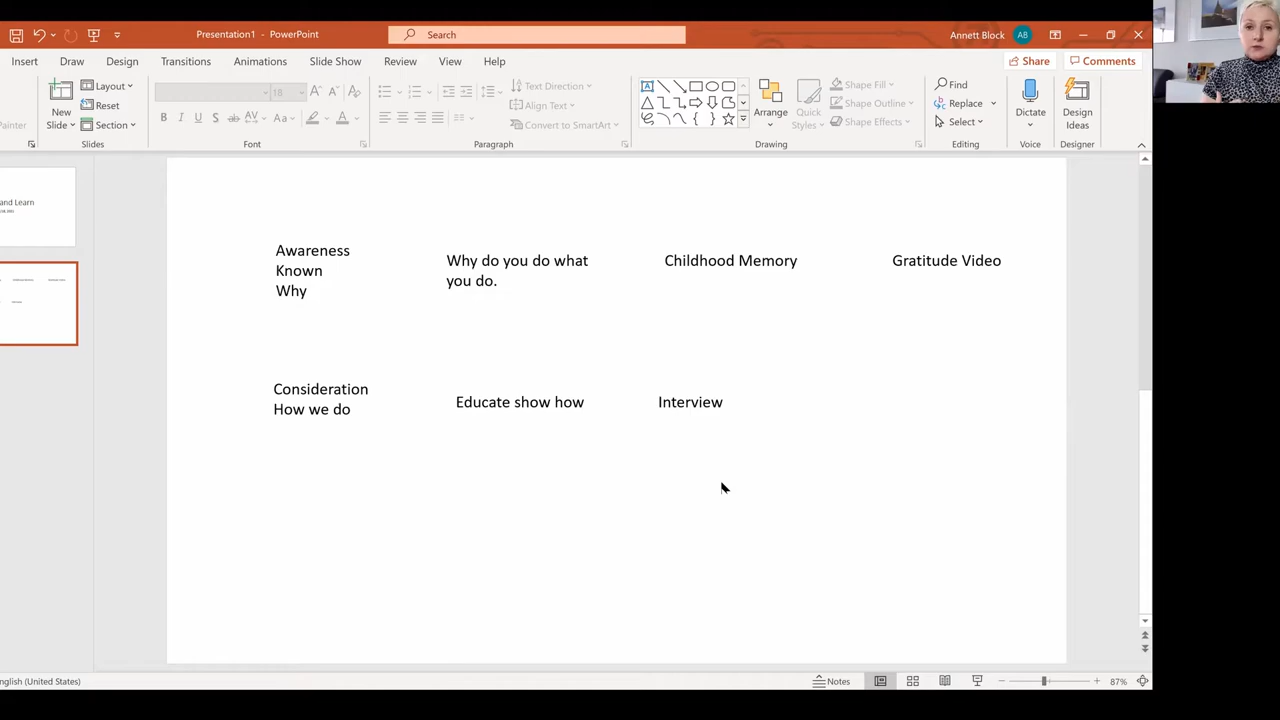 Presentation1 - PowerPoint
Search
Annett Block
AB
Insert
Draw
Design
Transitions
Animations
Slide Show
Review
View
Help
Share
Comments
Painter
New
Slide
Layout
Reset
Section
Slides
18
Font
Text Direction
Align Text
Convert to SmartArt
Paragraph
Arrange
Quick
Styles
Shape Fill
Shape Outline
Shape Effects
Drawing
Find
Replace
Select
Editing
Dictate
Voice
Design
Ideas
Designer
and Learn
Awareness
Known
Why
Why do you do what
you do.
Childhood Memory
Gratitude Video
Consideration
How we do
Educate show how
Interview
nglish (United States)
Notes
87%